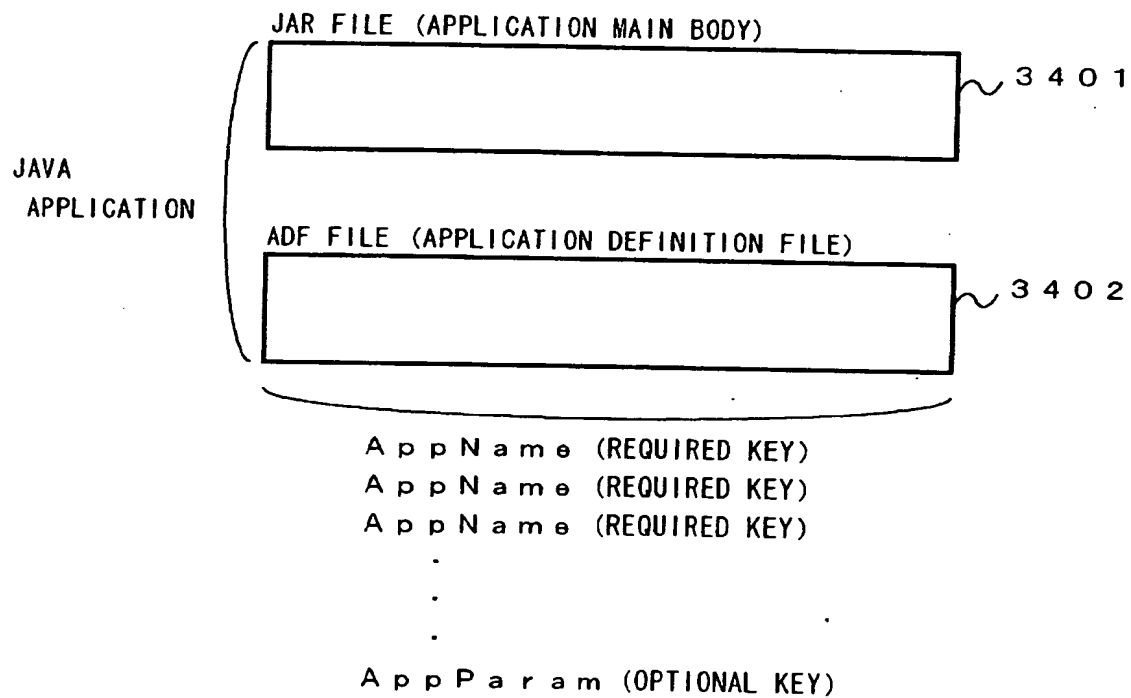 JAR FILE (APPLICATION MAIN BODY)
3401
JAVA
APPLICATION
ADF FILE (APPLICATION DEFINITION FILE)
3402
AppName (REQUIRED KEY)
AppName (REQUIRED KEY)
AppName (REQUIRED KEY)
.
.
.
AppParam (OPTIONAL KEY)